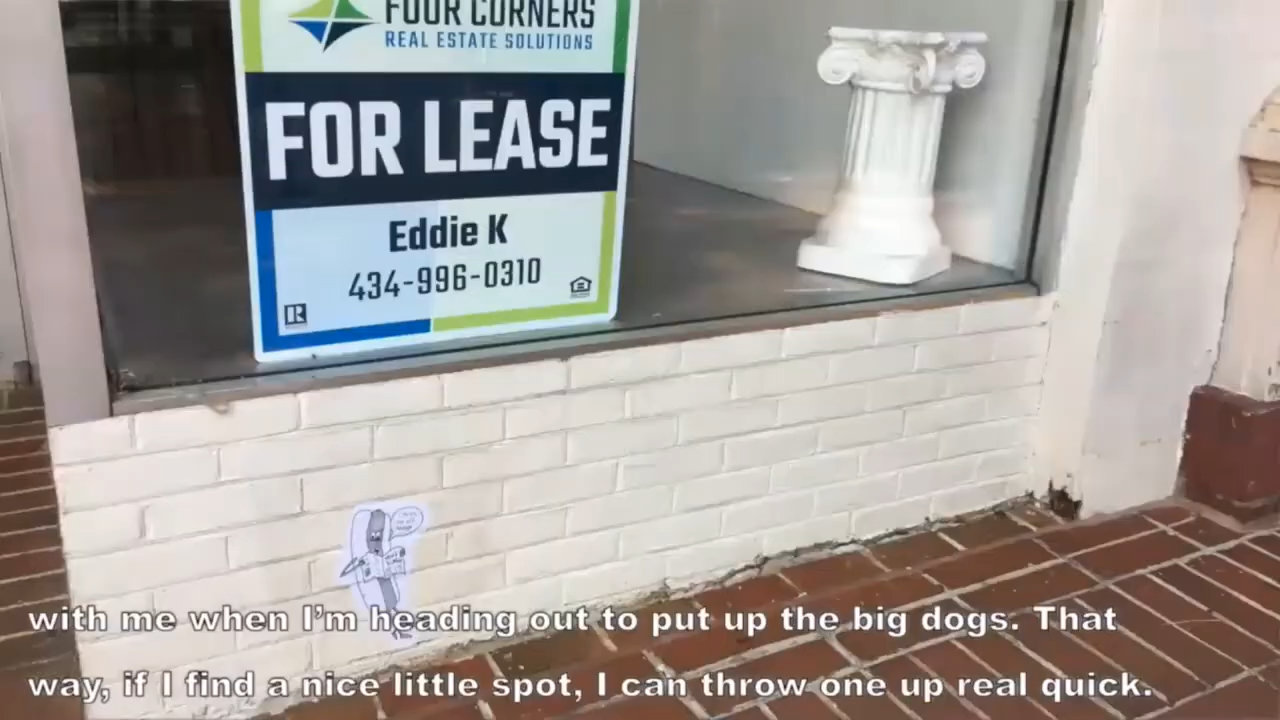 FOUR CORNERS
REAL ESTATE SOLUTIONS
FOR LEASE
Eddie K
434-996-0310
R
with me when I'm heading out to put up the big dogs. That
way, if I find a nice little spot, I can throw one up real quick.